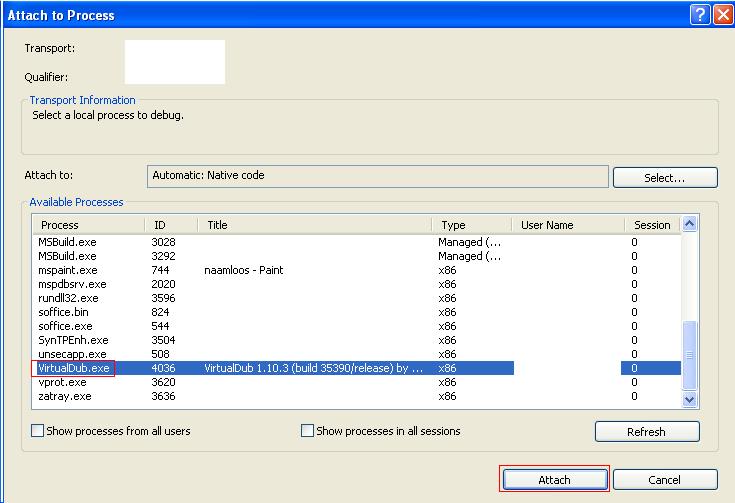 Attach to Process
Transport:
Qualifier:
Transport Information
Select a local process to debug.
Attach to: Automatic: Native code Select...
Available Processes
Process ID Title Type User Name Session
MSBuild.exe 3028 Managed (... 0
MSBuild.exe 3292 Managed (... 0
mspaint.exe 744 naamloos - Paint x86 0
mspdbsrv.exe 2020 x86 0
rundll32.exe 3596 x86 0
soffice.bin 824 x86 0
soffice.exe 544 x86 0
SynTPEnh.exe 3504 x86 0
unsecapp.exe 508 x86 0
VirtualDub.exe 4036 VirtualDub 1.10.3 (build 35390/release) by ... x86 0
vprot.exe 3620 x86 0
zatray.exe 3636 x86 0
Show processes from all users Show processes in all sessions Refresh
Attach Cancel